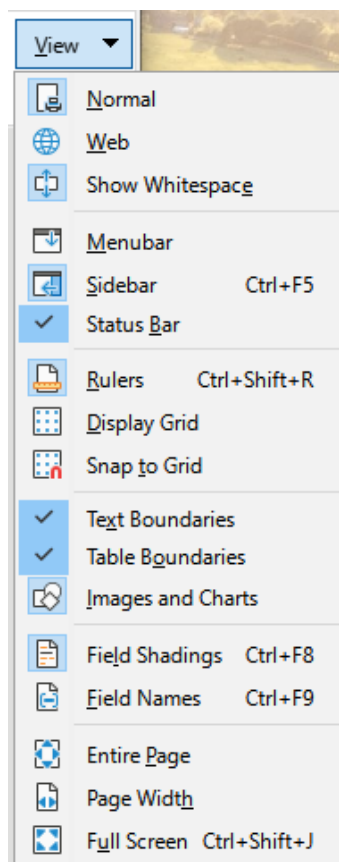 View
Normal
Web
Show Whitespace
Menubar
Sidebar Ctrl+F5
Status Bar
Rulers Ctrl+Shift+R
Display Grid
Snap to Grid
Text Boundaries
Table Boundaries
Images and Charts
Field Shadings Ctrl+F8
Field Names Ctrl+F9
Entire Page
Page Width
Full Screen Ctrl+Shift+J